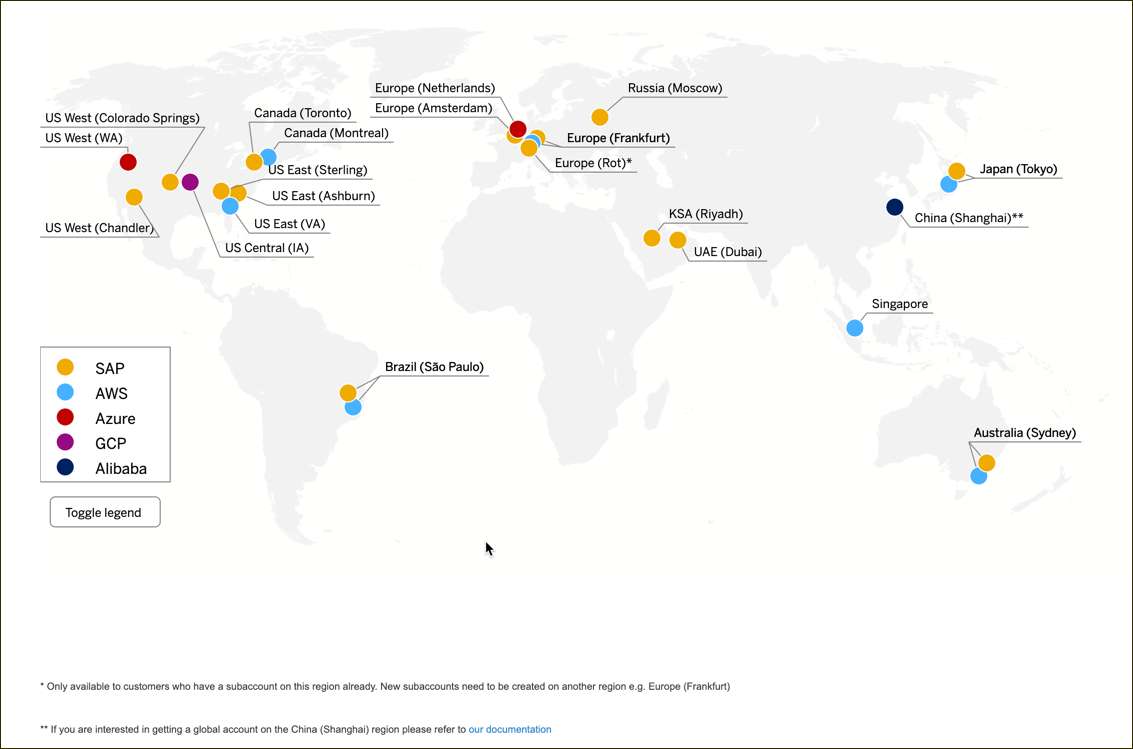 Europe (Netherlands)
Russia (Moscow)
Europe (Amsterdam)
US West (Colorado Springs)
Canada (Toronto)
US West (WA)
Canada (Montreal)
Europe (Frankfurt)
Europe (Rot)*
US East (Sterling)
Japan (Tokyo)
US East (Ashburn)
US West (Chandler)
US East (VA)
KSA (Riyadh)
China (Shanghai)**
US Central (IA)
UAE (Dubai)
Singapore
Brazil (São Paulo)
SAP
AWS
Azure
GCP
Alibaba
Australia (Sydney)
Toggle legend
* Only available to customers who have a subaccount on this region already. New subaccounts need to be created on another region e.g. Europe (Frankfurt)
** If you are interested in getting a global account on the China (Shanghai) region please refer to our documentation